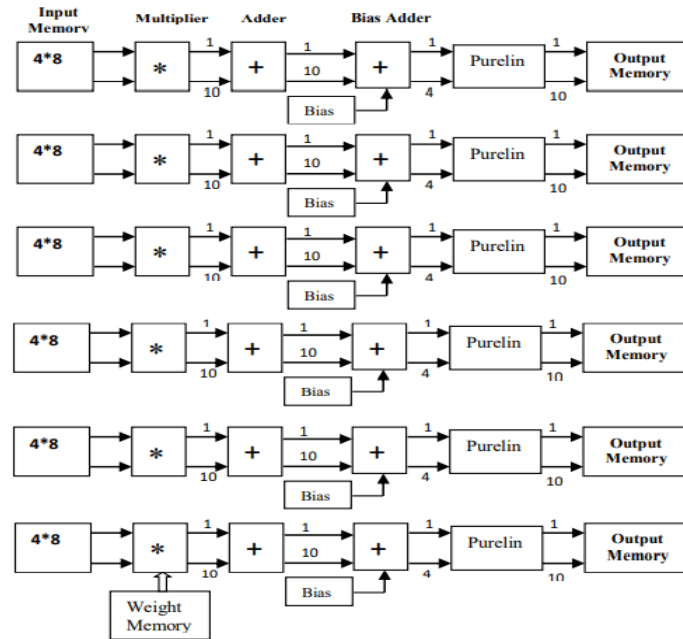 Input Memory Multiplier Adder Bias Adder
4*8 * 1 10 + 1 10 + 1 4 Purelin 1 10 Output Memory
Bias
4*8 * 1 10 + 1 10 + 1 4 Purelin 1 10 Output Memory
Bias
4*8 * 1 10 + 1 10 + 1 4 Purelin 1 10 Output Memory
Bias
4*8 * 1 10 + 1 10 + 1 4 Purelin 1 10 Output Memory
Bias
4*8 * 1 10 + 1 10 + 1 4 Purelin 1 10 Output Memory
Bias
4*8 * 1 10 + 1 10 + 1 4 Purelin 1 10 Output Memory
Bias
Weight
Memory